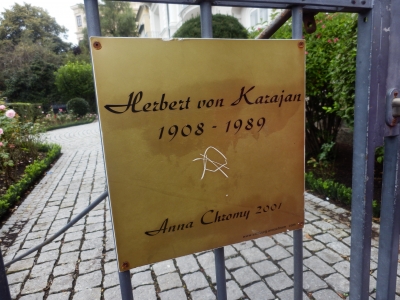 Herbert von Karajan
1908 - 1989
Anna Chromy 2001